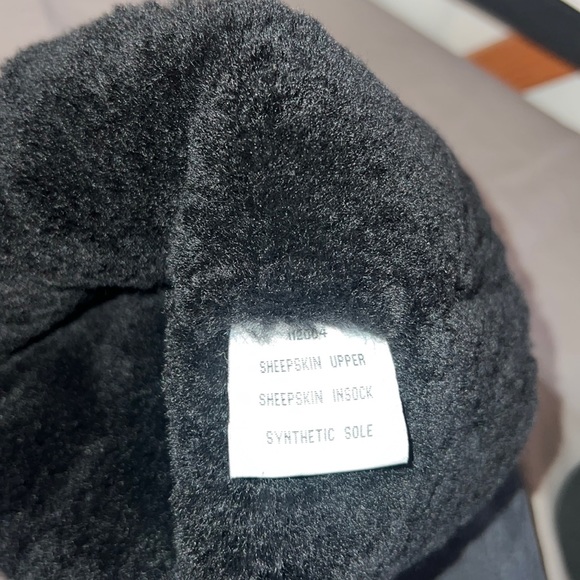 SHEEPSKIN UPPER
SHEEPSKIN INSOCK
SYNTHETIC SOLE